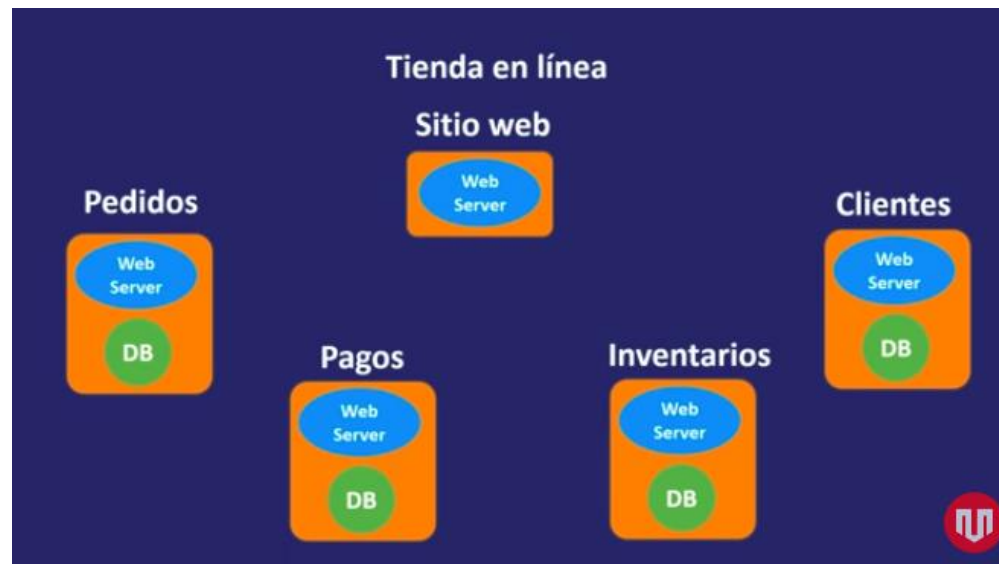 Tienda en línea
Sitio web
Web
Server
Pedidos
Web
Server
DB
Clientes
Web
Server
DB
Pagos
Web
Server
DB
Inventarios
Web
Server
DB